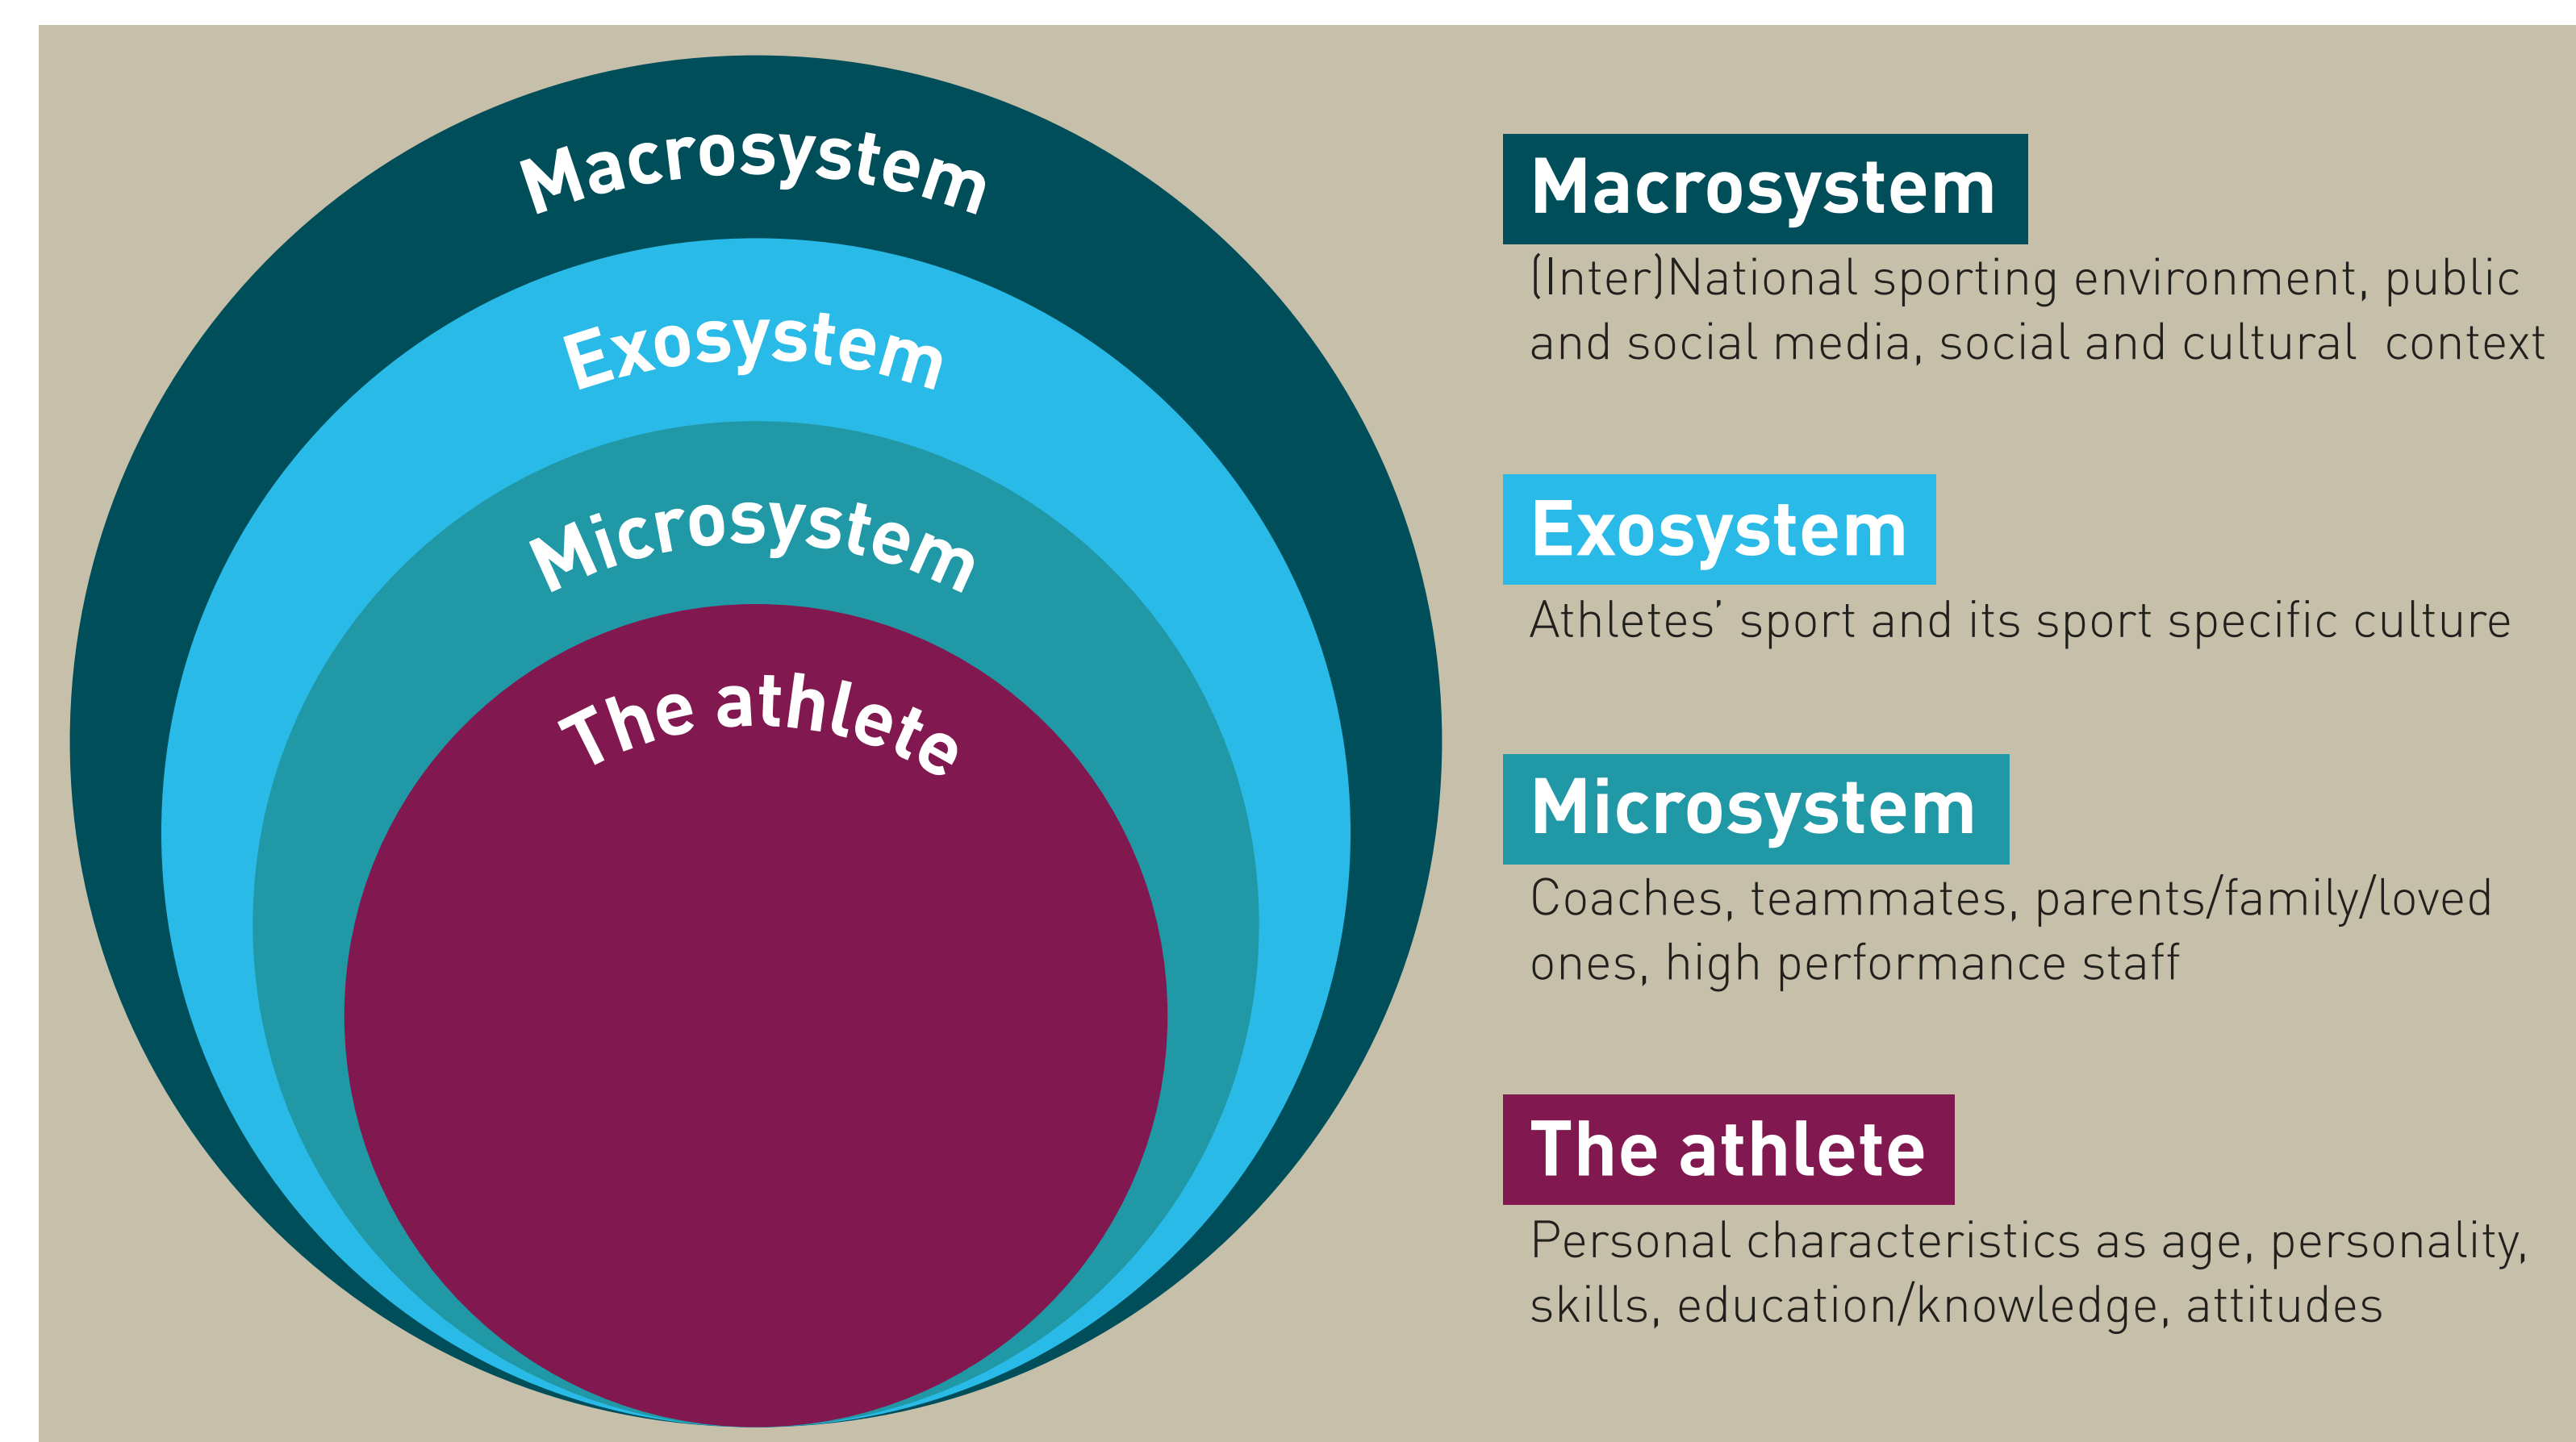 Macrosystem
Exosystem
Microsystem
The athlete
Macrosystem
(Inter)National sporting environment, public
and social media, social and cultural  context
Exosystem
Athletes’ sport and its sport specific culture
Microsystem
Coaches, teammates, parents/family/loved
ones, high performance staff
The athlete
Personal characteristics as age, personality,
skills, education/knowledge, attitudes